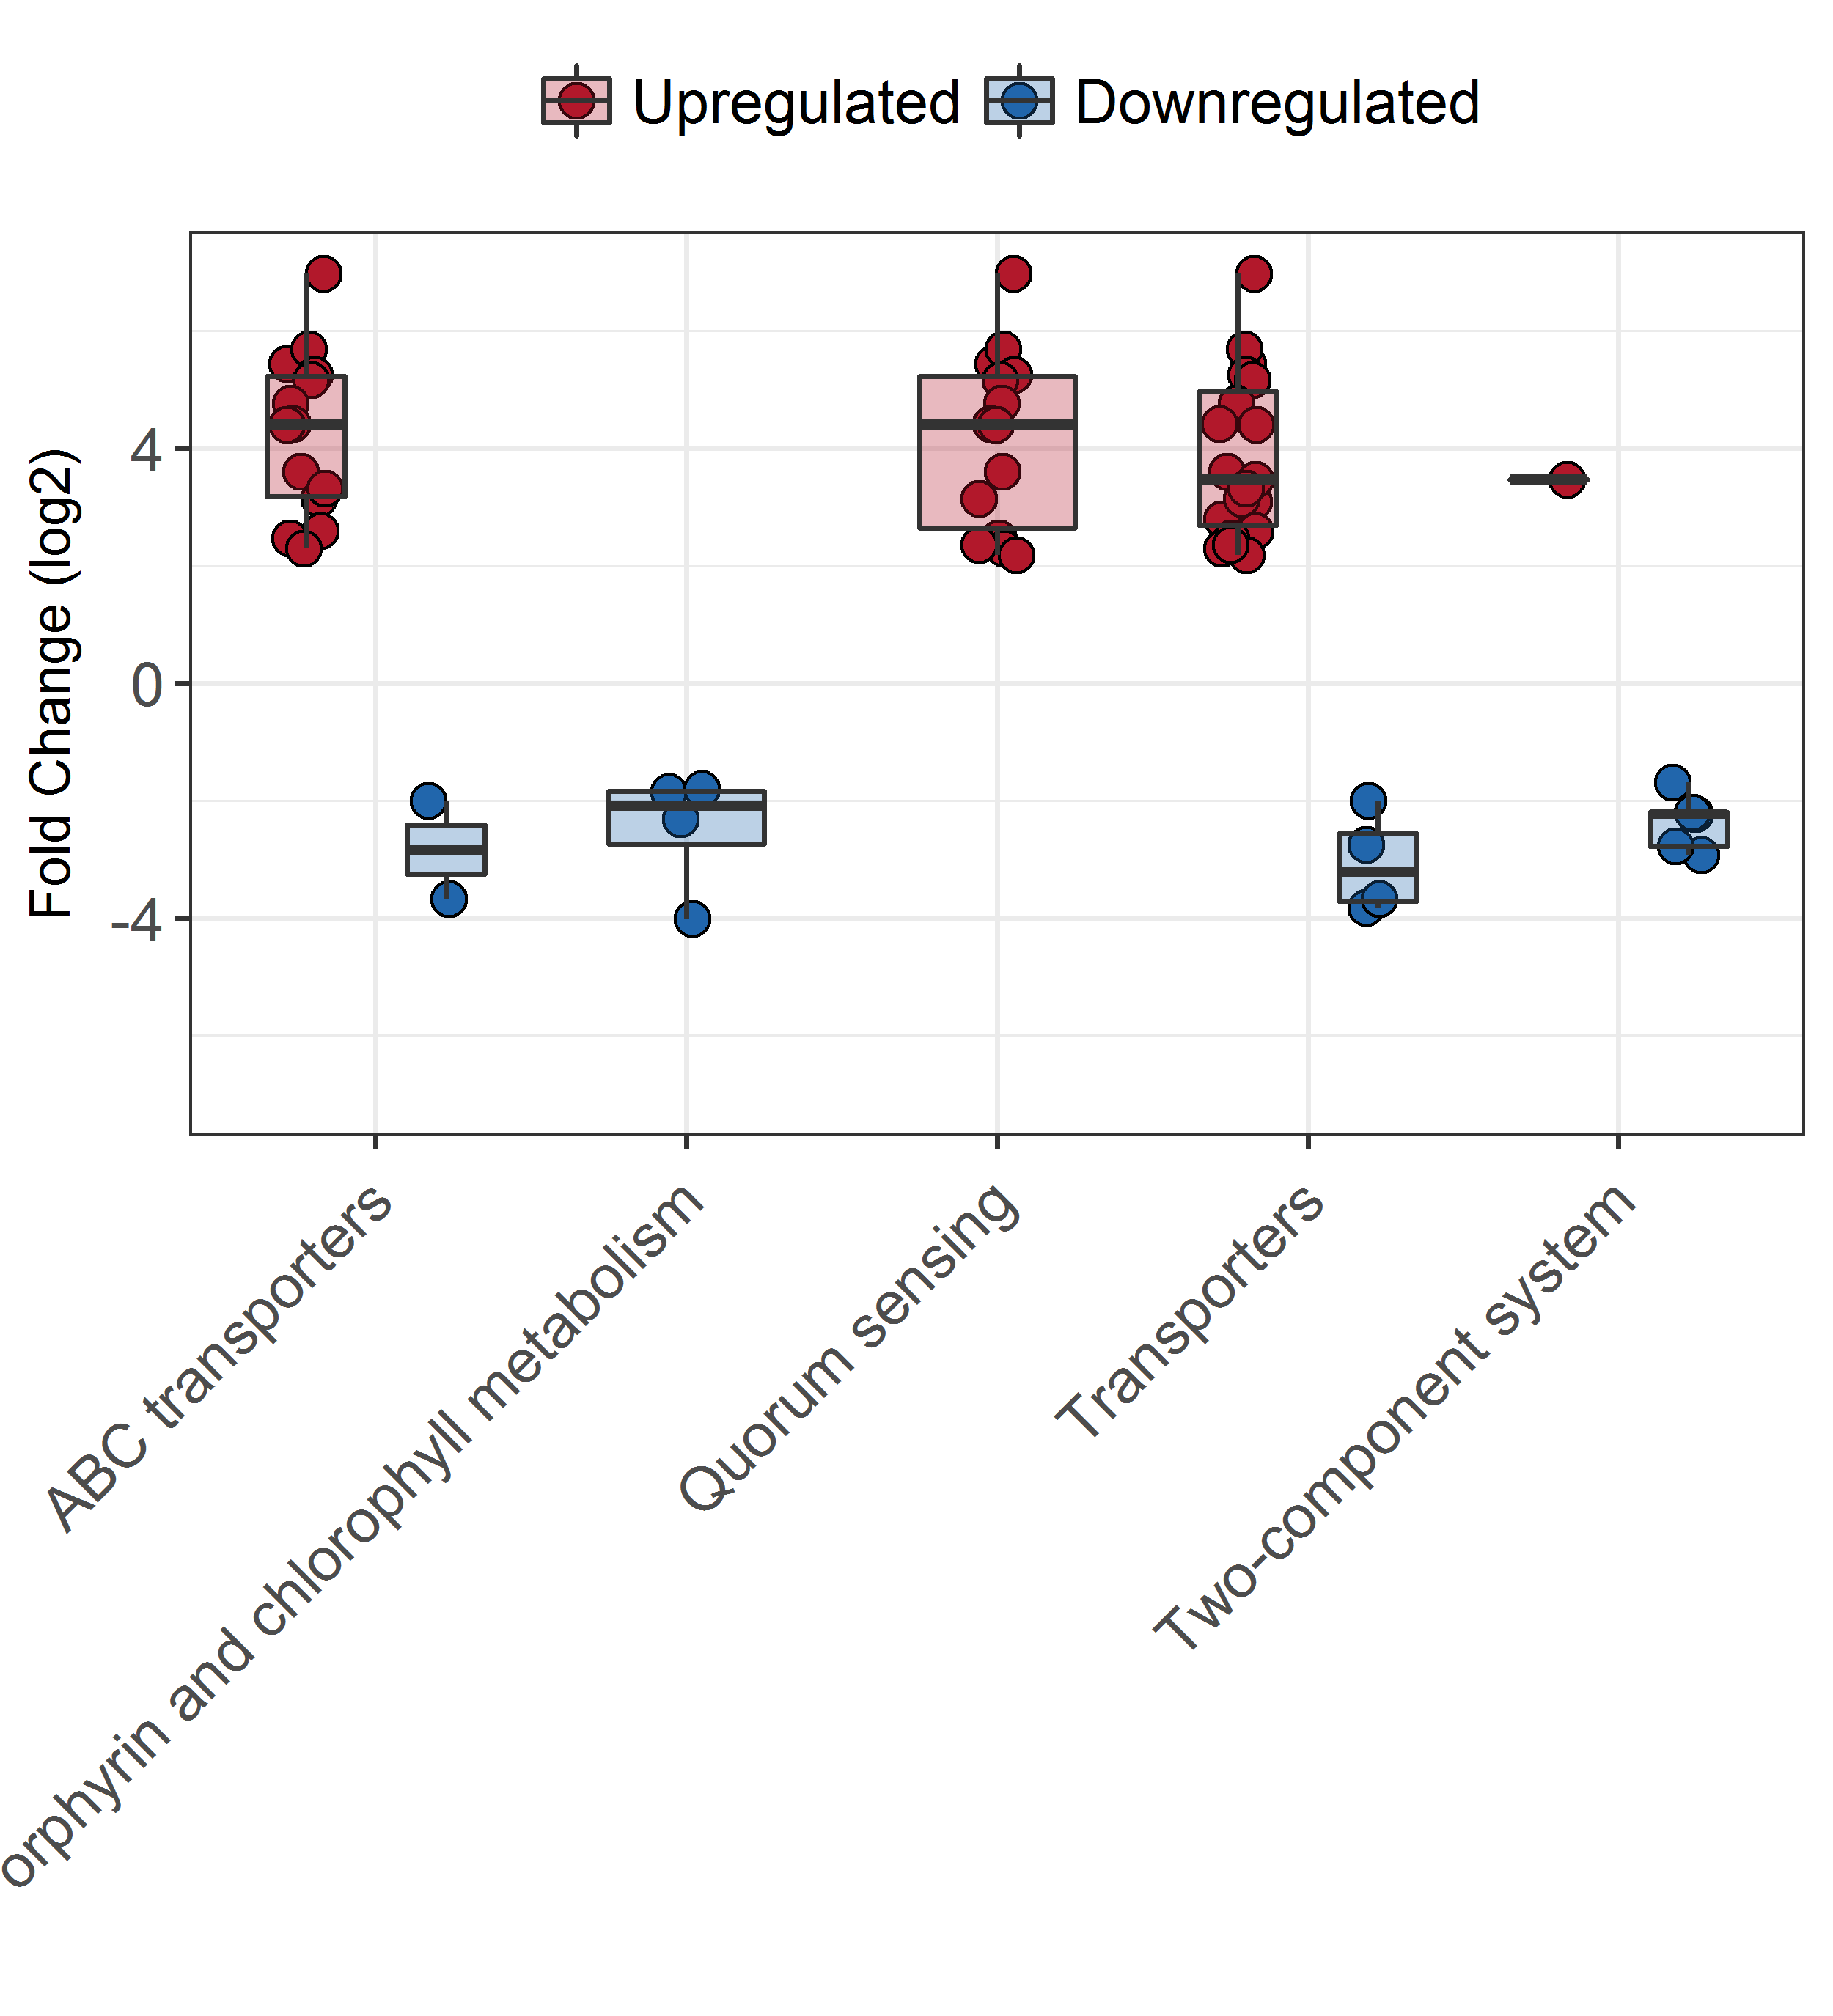 Upregulated Downregulated
Fold Change (log2)
4
0
-4
ABC transporters
orphyrin and chlorophyll metabolism
Quorum sensing
Transporters
Two-component system